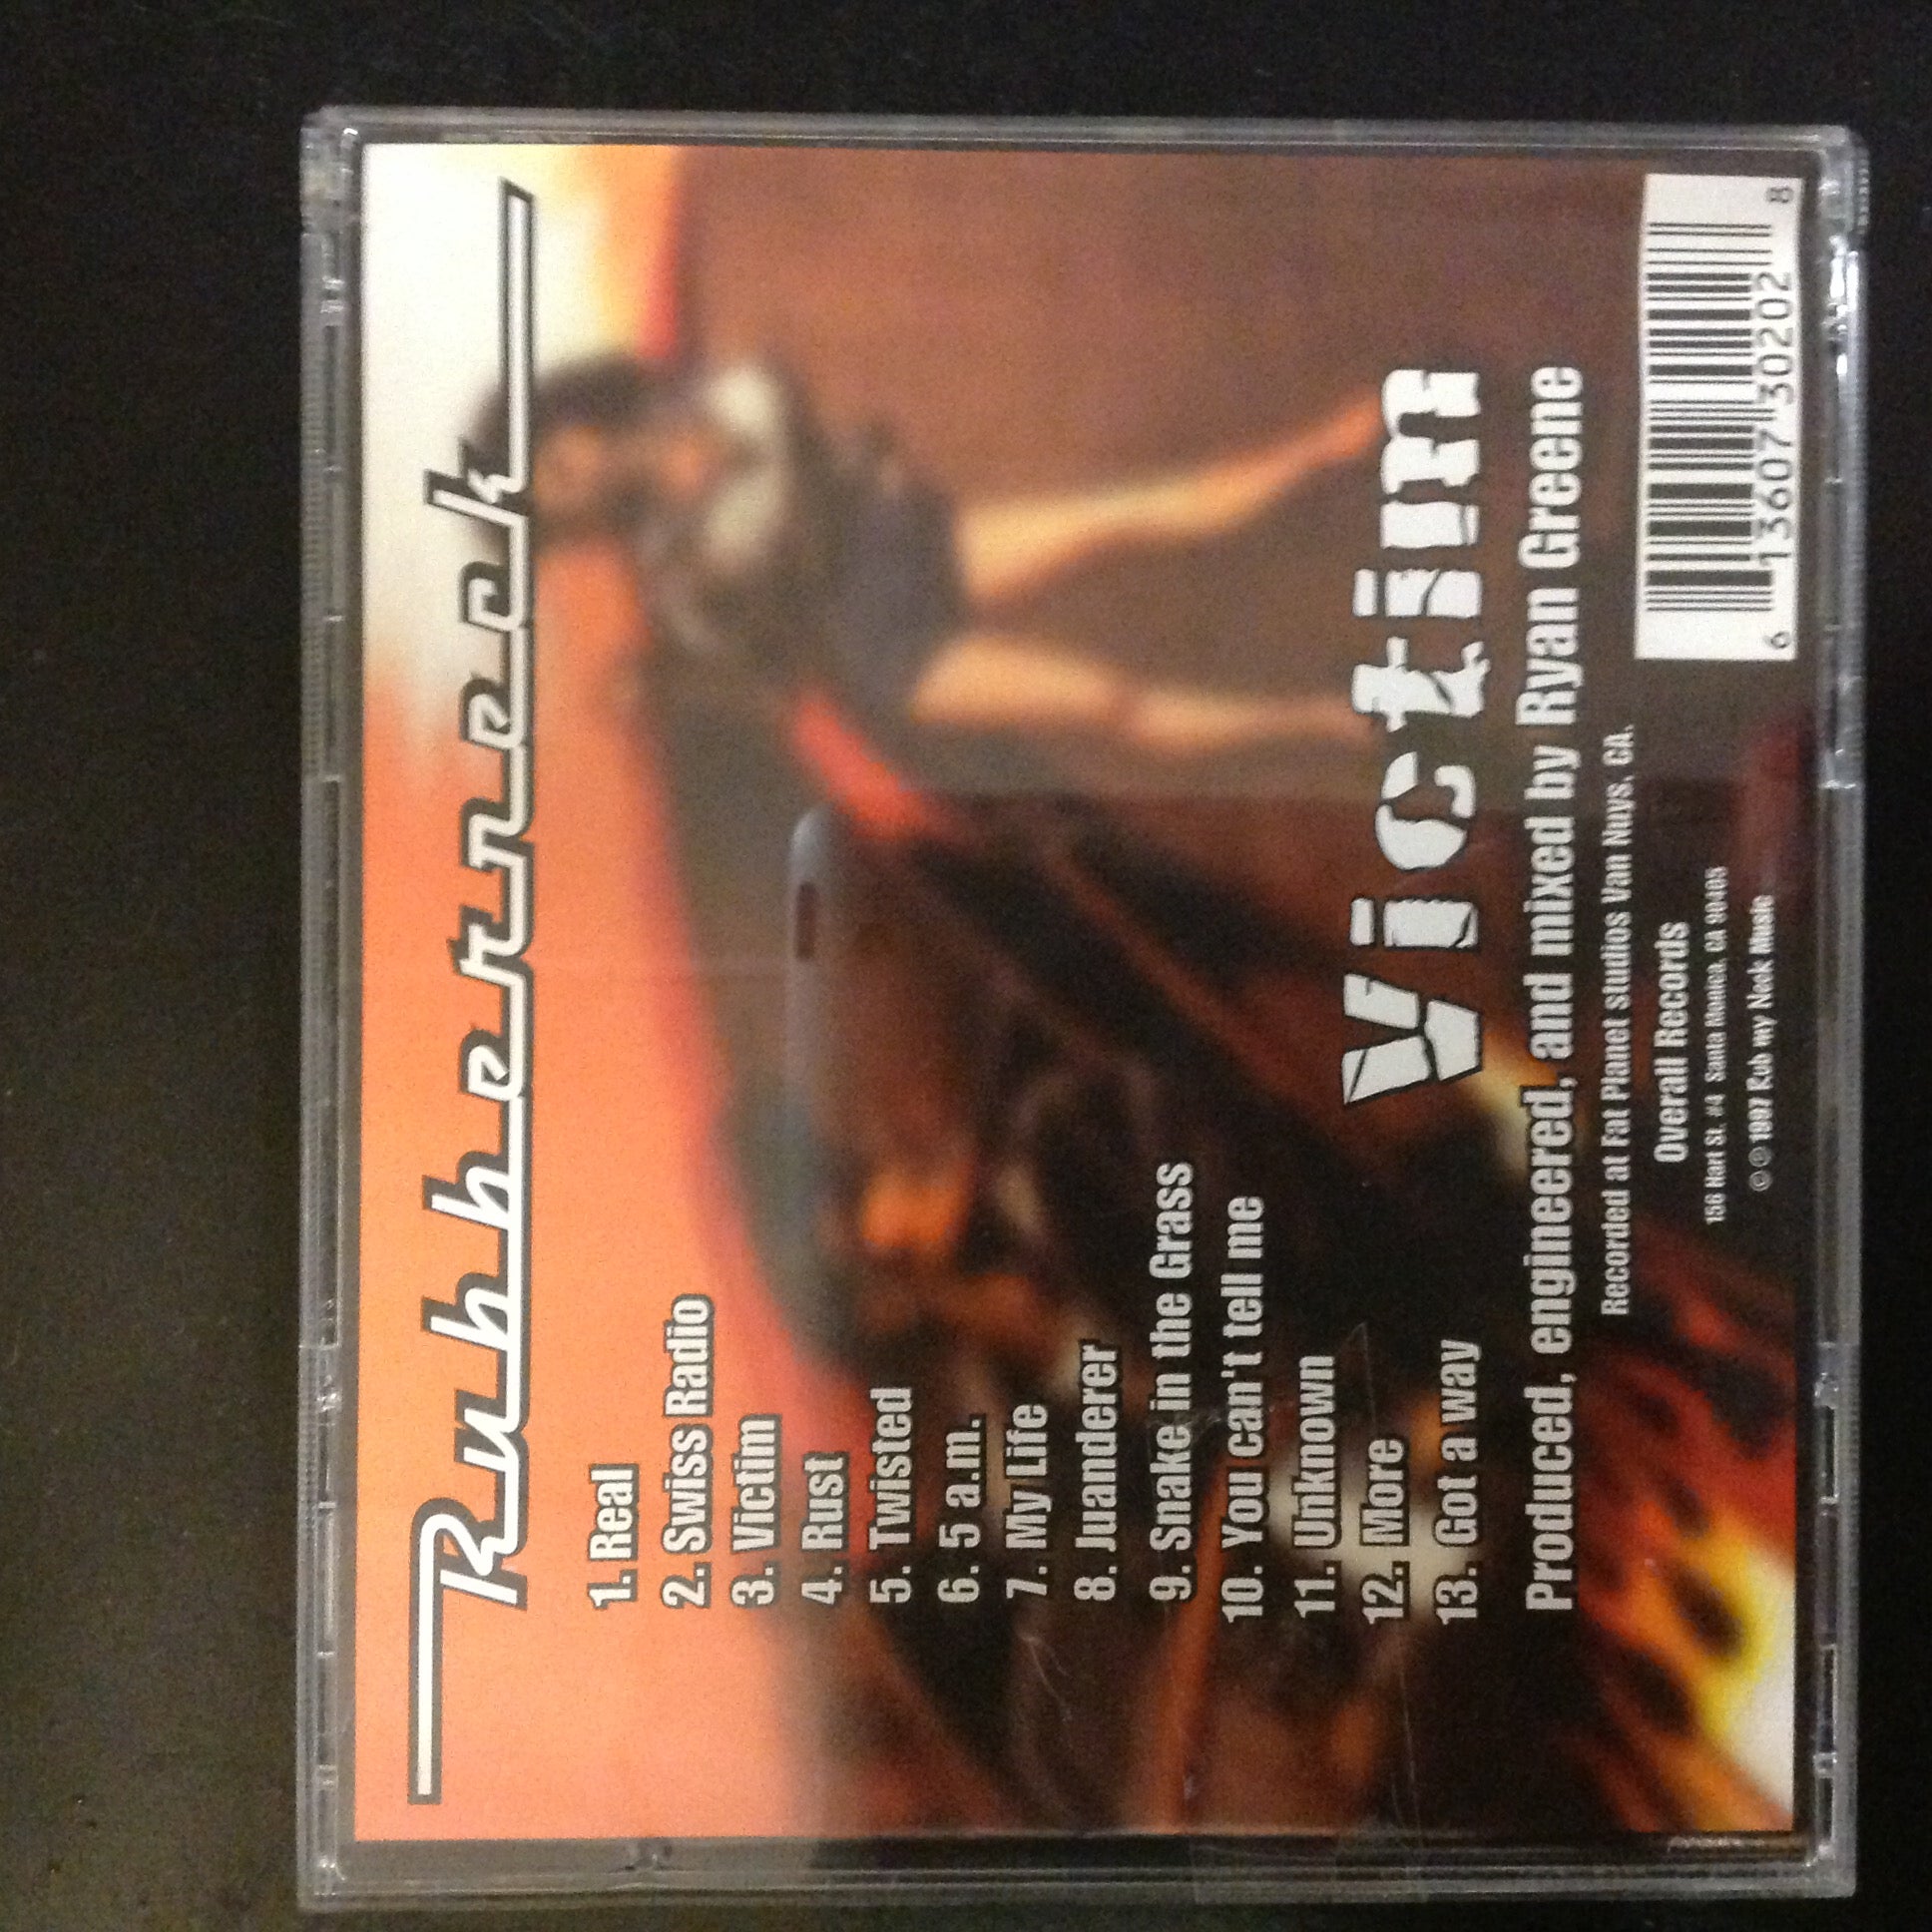 Rubberneck
1. Real
2. Swiss Radio
3. Victim
4. Rust
5. Twisted
6. 5 a.m.
7. My Life
8. Juanderer
9. Snake in the Grass
10. You can't tell me
11. Unknown
12. More
13. Got a way
Victim
Produced, engineered, and mixed by Ryan Greene
Recorded at Fat Planet studios Van Nuys, CA.
Overall Records
156 Hart St. #4 Santa Monica, CA 90405
© ℗ 1997 Rub my Neck Music
6 13607 30202 8